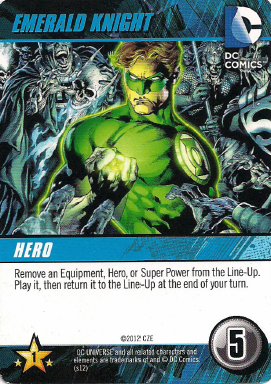 EMERALD KNIGHT
DC
DC
COMICS
HERO
Remove an Equipment, Hero, or Super Power from the Line-Up.
Play it, then return it to the Line-Up at the end of your turn.
©2012 CZE
1
DC UNIVERSE and all related characters and
elements are trademarks of and © DC Comics.
(s12)
5